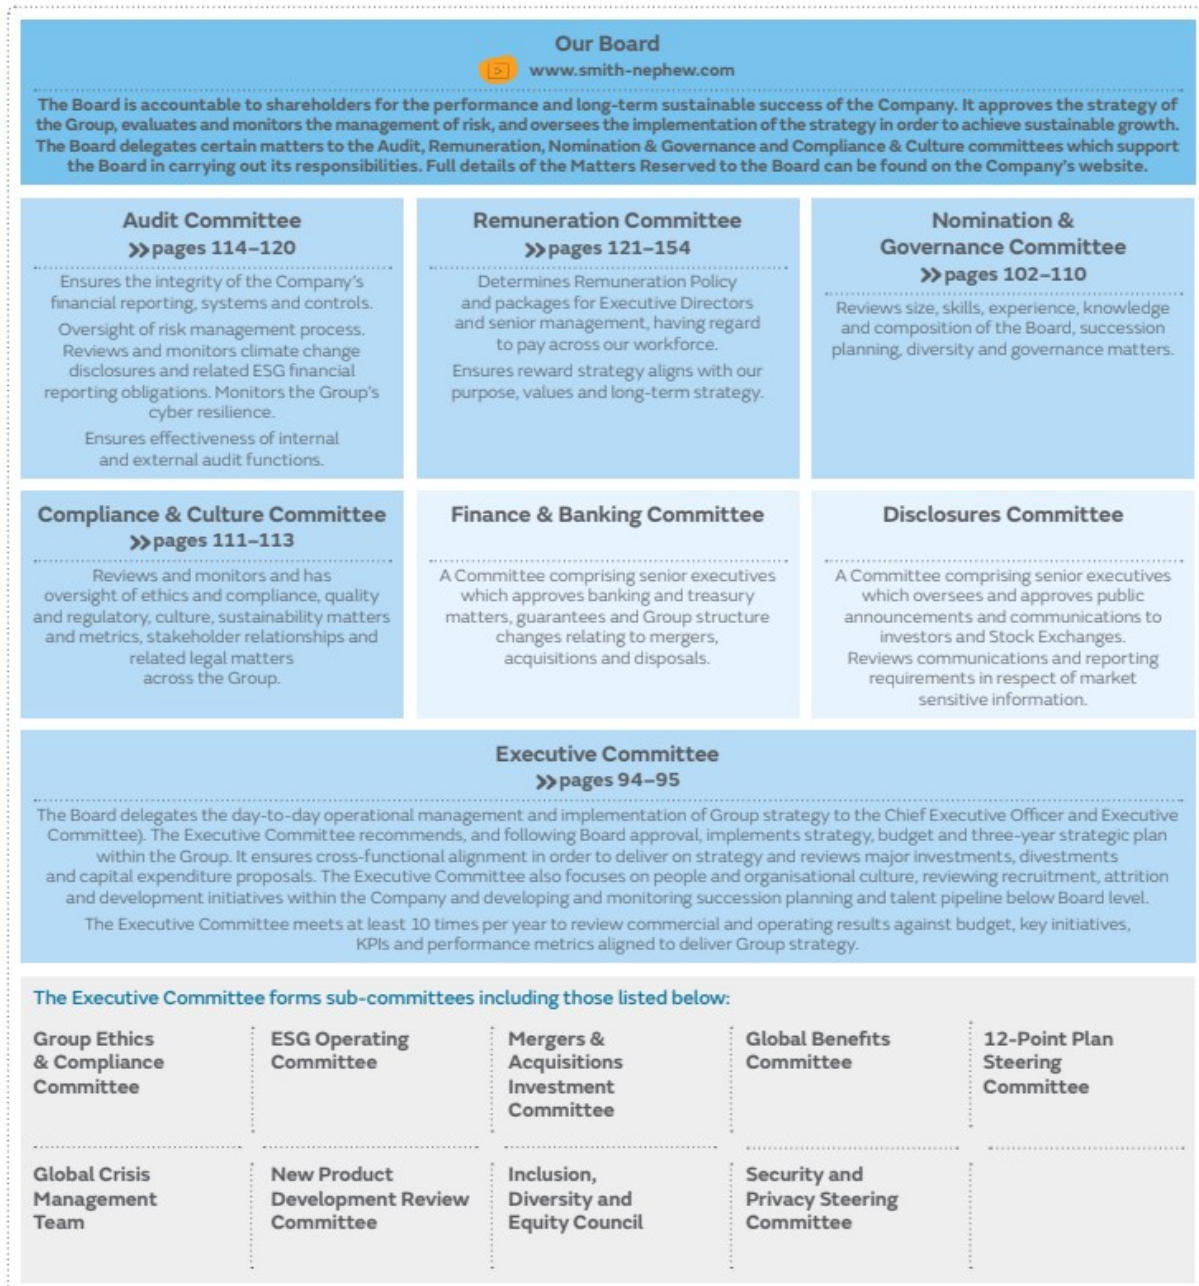 Our Board
www.smith-nephew.com
The Board is accountable to shareholders for the performance and long-term sustainable success of the Company. It approves the strategy of
the Group, evaluates and monitors the management of risk, and oversees the implementation of the strategy in order to achieve sustainable growth.
The Board delegates certain matters to the Audit, Remuneration, Nomination & Governance and Compliance & Culture committees which support
the Board in carrying out its responsibilities. Full details of the Matters Reserved to the Board can be found on the Company's website.
Audit Committee
pages 114–120
Ensures the integrity of the Company's
financial reporting, systems and controls.
Oversight of risk management process.
Reviews and monitors climate change
disclosures and related ESG financial
reporting obligations. Monitors the Group's
cyber resilience.
Ensures effectiveness of internal
and external audit functions.
Remuneration Committee
pages 121–154
Determines Remuneration Policy
and packages for Executive Directors
and senior management, having regard
to pay across our workforce.
Ensures reward strategy aligns with our
purpose, values and long-term strategy.
Nomination &
Governance Committee
pages 102–110
Reviews size, skills, experience, knowledge
and composition of the Board, succession
planning, diversity and governance matters.
Compliance & Culture Committee
pages 111–113
Reviews and monitors and has
oversight of ethics and compliance, quality
and regulatory, culture, sustainability matters
and metrics, stakeholder relationships and
related legal matters
across the Group.
Finance & Banking Committee
A Committee comprising senior executives
which approves banking and treasury
matters, guarantees and Group structure
changes relating to mergers,
acquisitions and disposals.
Disclosures Committee
A Committee comprising senior executives
which oversees and approves public
announcements and communications to
investors and Stock Exchanges.
Reviews communications and reporting
requirements in respect of market
sensitive information.
Executive Committee
pages 94–95
The Board delegates the day-to-day operational management and implementation of Group strategy to the Chief Executive Officer and Executive
Committee). The Executive Committee recommends, and following Board approval, implements strategy, budget and three-year strategic plan
within the Group. It ensures cross-functional alignment in order to deliver on strategy and reviews major investments, divestments
and capital expenditure proposals. The Executive Committee also focuses on people and organisational culture, reviewing recruitment, attrition
and development initiatives within the Company and developing and monitoring succession planning and talent pipeline below Board level.
The Executive Committee meets at least 10 times per year to review commercial and operating results against budget, key initiatives,
KPIs and performance metrics aligned to deliver Group strategy.
The Executive Committee forms sub-committees including those listed below:
Group Ethics
& Compliance
Committee
ESG Operating
Committee
Mergers &
Acquisitions
Investment
Committee
Global Benefits
Committee
12-Point Plan
Steering
Committee
Global Crisis
Management
Team
New Product
Development Review
Committee
Inclusion,
Diversity and
Equity Council
Security and
Privacy Steering
Committee